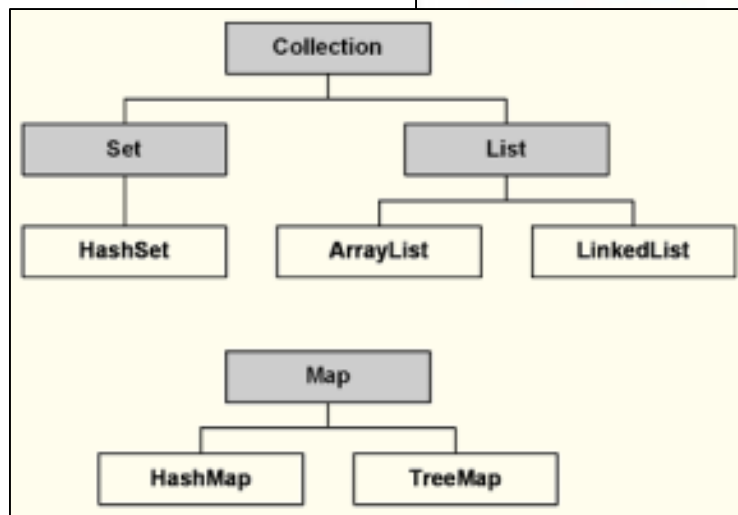 Collection
Set List
HashSet ArrayList LinkedList
Map
HashMap TreeMap